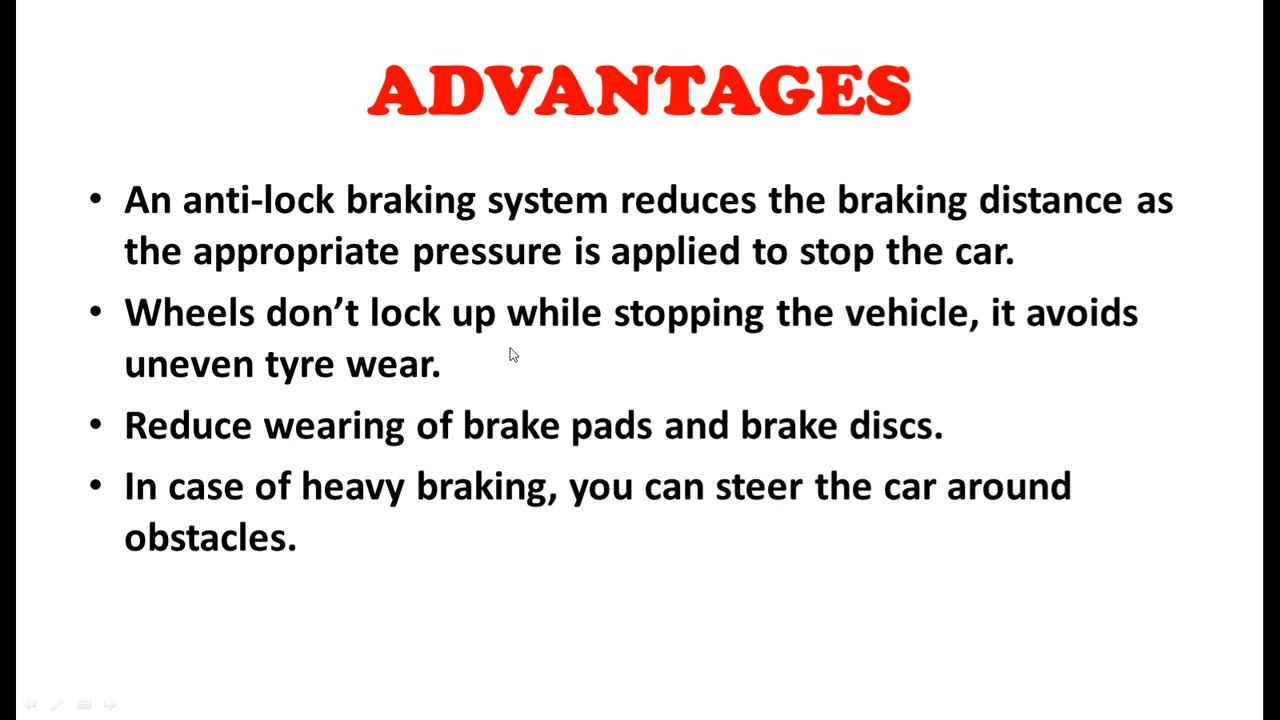 ADVANTAGES
• An anti-lock braking system reduces the braking distance as
the appropriate pressure is applied to stop the car.
• Wheels don’t lock up while stopping the vehicle, it avoids
uneven tyre wear.
• Reduce wearing of brake pads and brake discs.
• In case of heavy braking, you can steer the car around
obstacles.